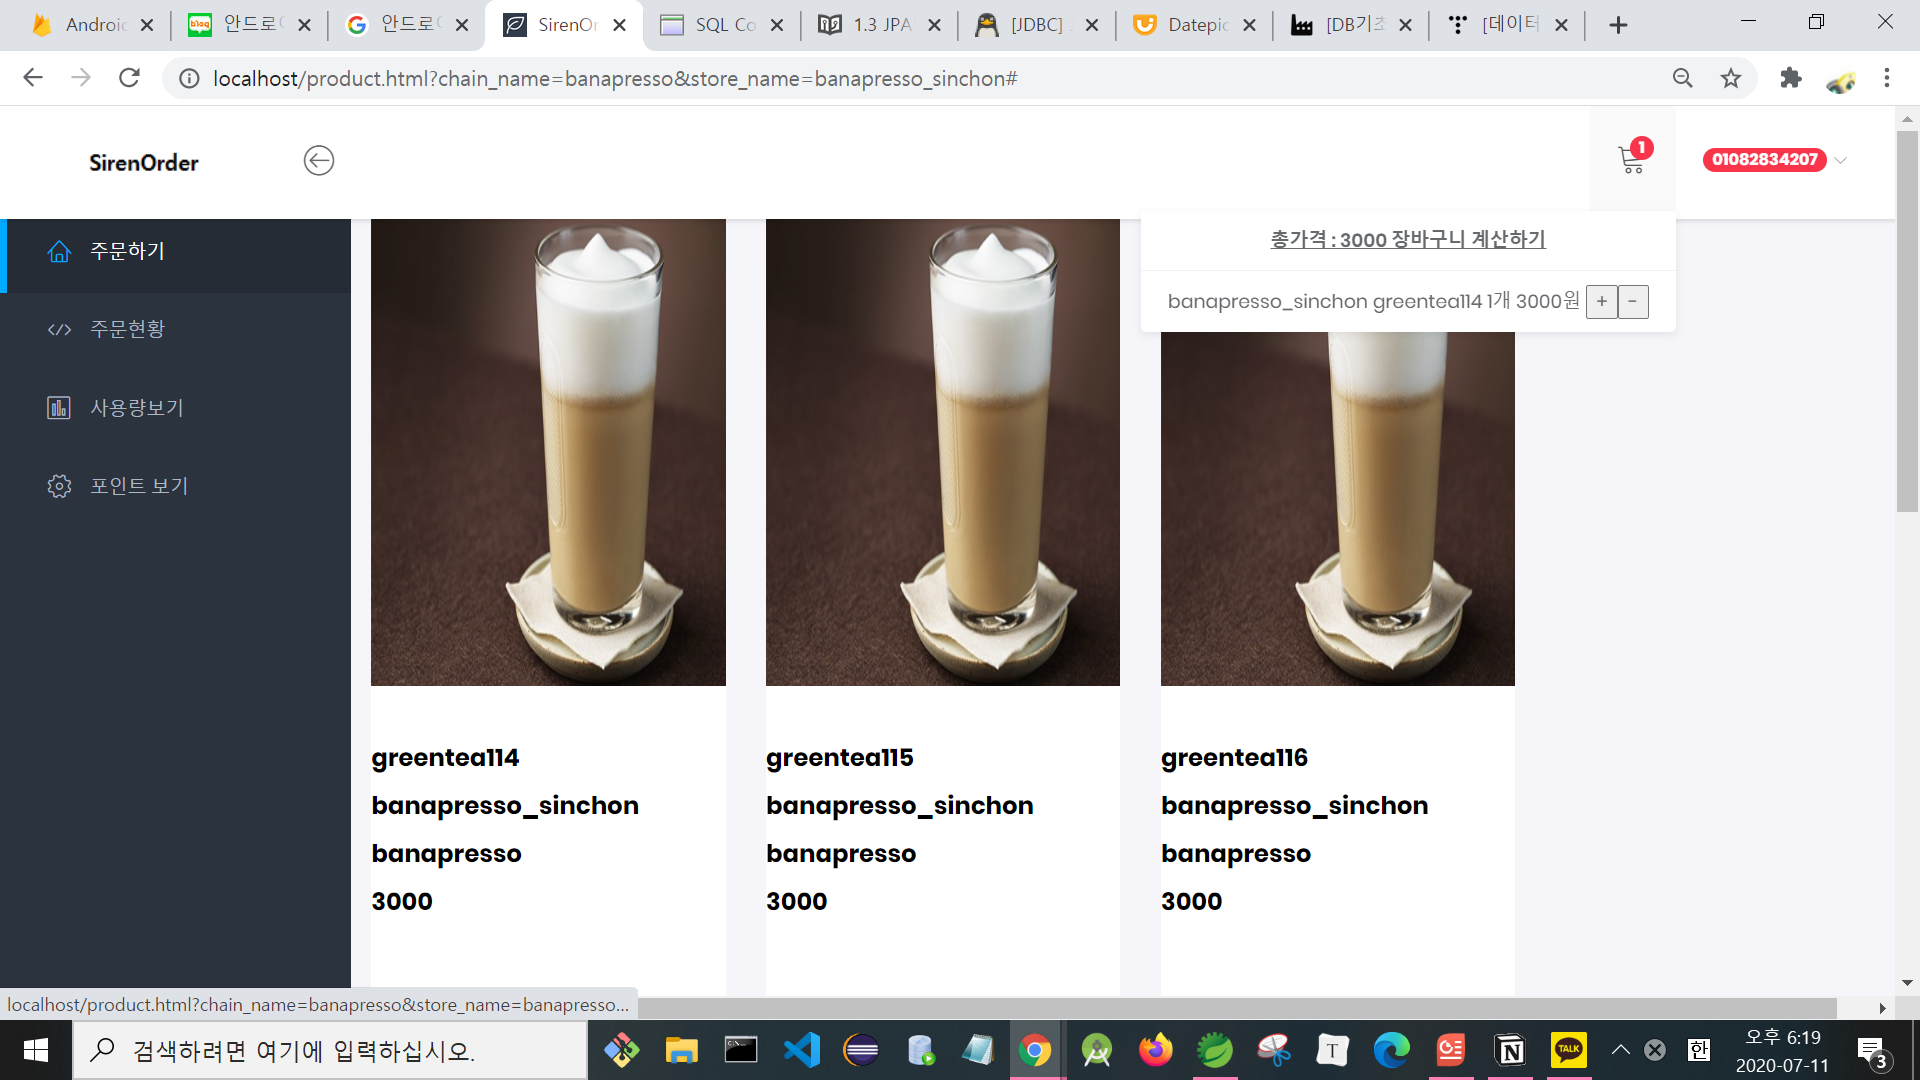 Android
안드로이
안드로이
SirenOr
SQL Co
1.3 JPA
[JDBC] .
Datepic
[DB기초
[데이터
localhost/product.html?chain_name=banapresso&store_name=banapresso_sinchon#
SirenOrder
1
01082834207
총가격 : 3000 장바구니 계산하기
banapresso_sinchon greentea114 1개 3000원 + -
주문하기
주문현황
사용량보기
포인트 보기
greentea114
banapresso_sinchon
banapresso
3000
greentea115
banapresso_sinchon
banapresso
3000
greentea116
banapresso_sinchon
banapresso
3000
localhost/product.html?chain_name=banapresso&store_name=banapresso...
검색하려면 여기에 입력하십시오.
T
N
TALK
한
오후 6:19
2020-07-11
3